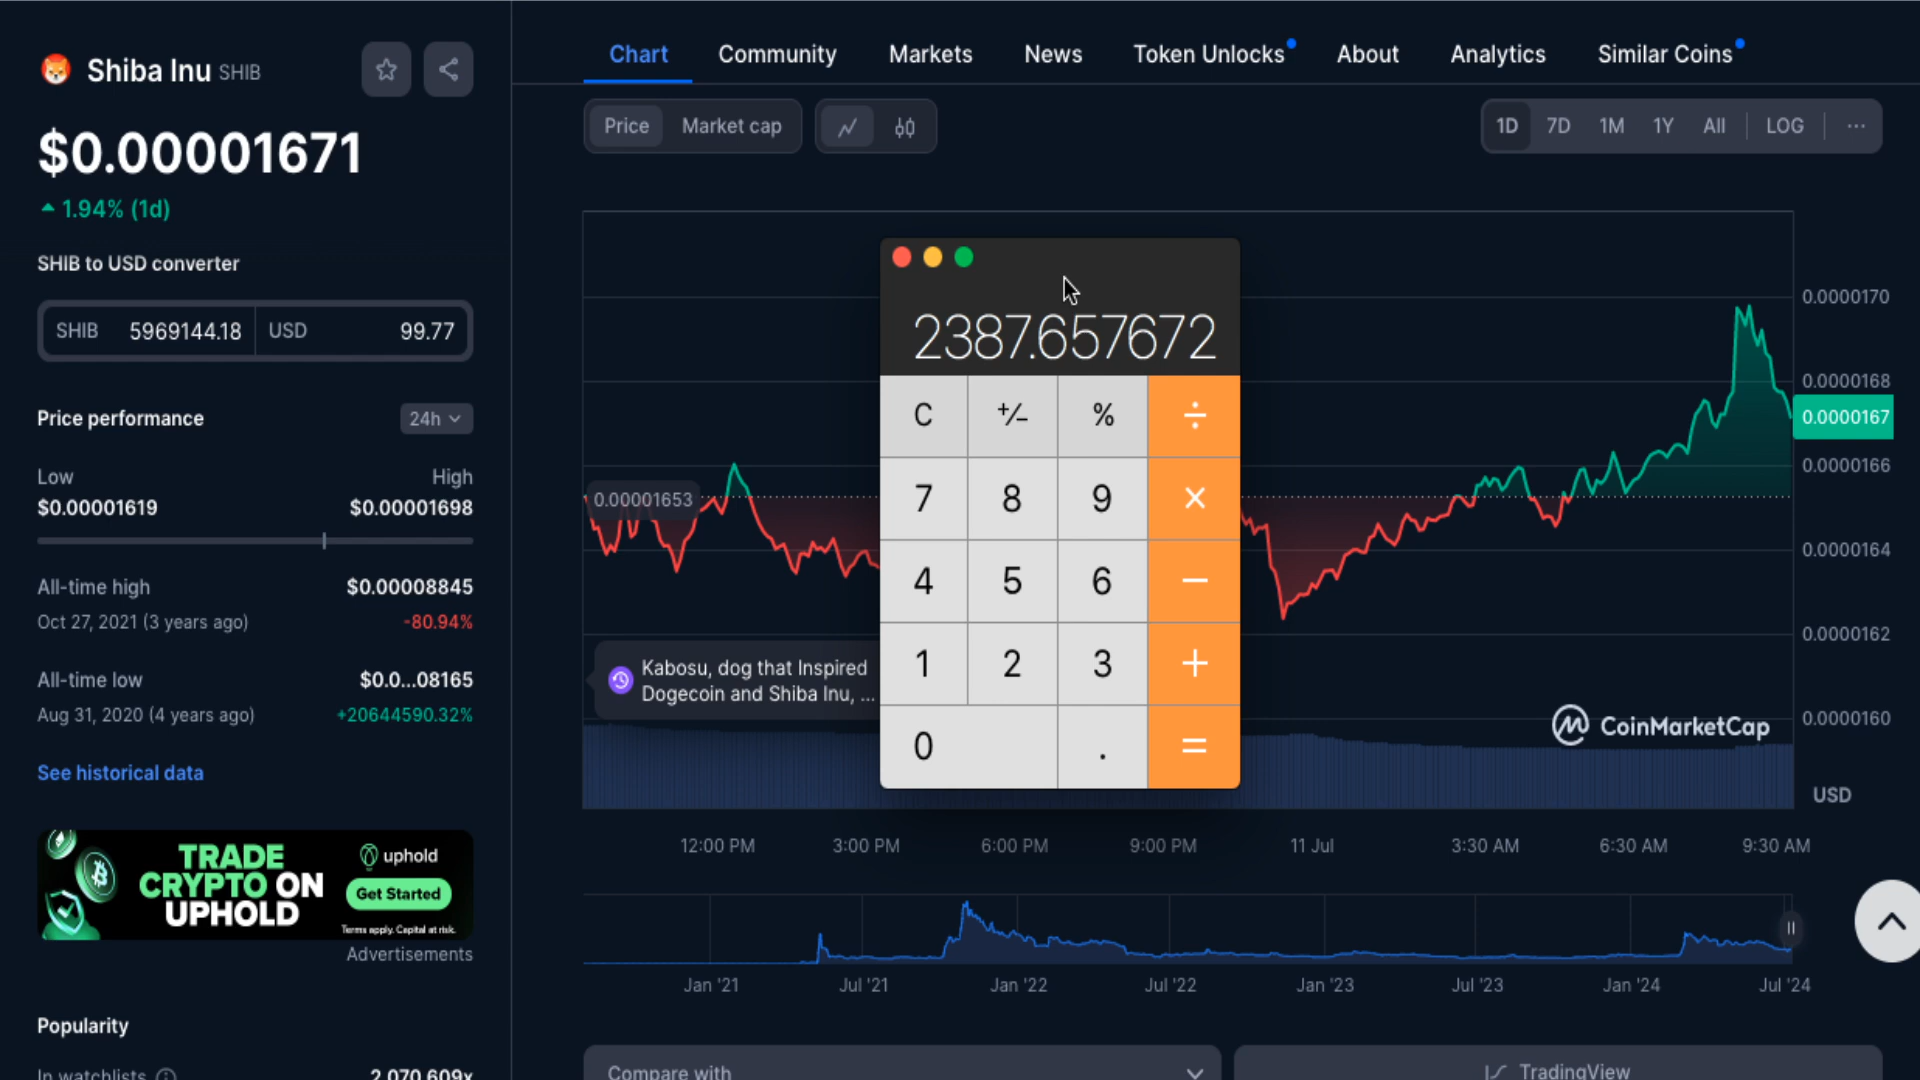 Shiba Inu SHIB
$0.00001671
1.94% (1d)
SHIB to USD converter
SHIB 5969144.18 USD 99.77
Price performance 24h
Low High
$0.00001619 $0.00001698
All-time high $0.00008845
Oct 27, 2021 (3 years ago) -80.94%
All-time low $0.0...08165
Aug 31, 2020 (4 years ago) +20644590.32%
See historical data
TRADE
CRYPTO ON
UPHOLD
uphold
Get Started
Terms apply. Capital at risk.
Advertisements
Popularity
In watchlists 2,070,609x
Chart Community Markets News Token Unlocks About Analytics Similar Coins
Price Market cap
1D 7D 1M 1Y All LOG ...
0.0000170
0.0000168
0.0000167
0.0000166
0.0000164
0.0000162
0.0000160
0.00001653
Kabosu, dog that Inspired
Dogecoin and Shiba Inu, ...
2387.657672
C +/− % ÷
7 8 9 ×
4 5 6 −
1 2 3 +
0 . =
CoinMarketCap
USD
12:00 PM 3:00 PM 6:00 PM 9:00 PM 11 Jul 3:30 AM 6:30 AM 9:30 AM
Jan '21 Jul '21 Jan '22 Jul '22 Jan '23 Jul '23 Jan '24 Jul '24
Compare with
TradingView